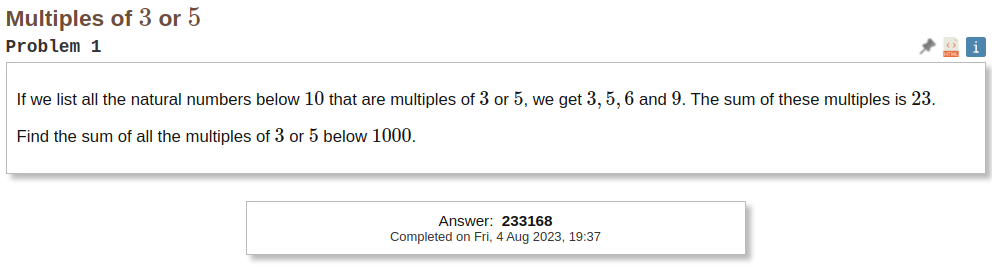 Multiples of 3 or 5
Problem 1
HTML
i
If we list all the natural numbers below 10 that are multiples of 3 or 5, we get 3, 5, 6 and 9. The sum of these multiples is 23.
Find the sum of all the multiples of 3 or 5 below 1000.
Answer: 233168
Completed on Fri, 4 Aug 2023, 19:37